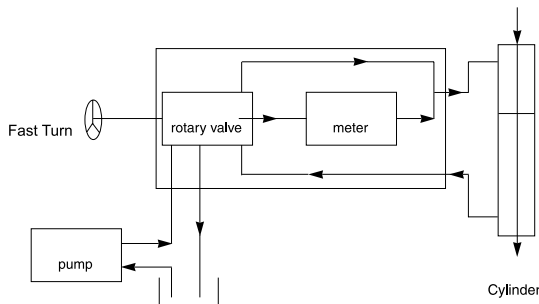 Fast Turn
rotary valve
meter
pump
Cylinder